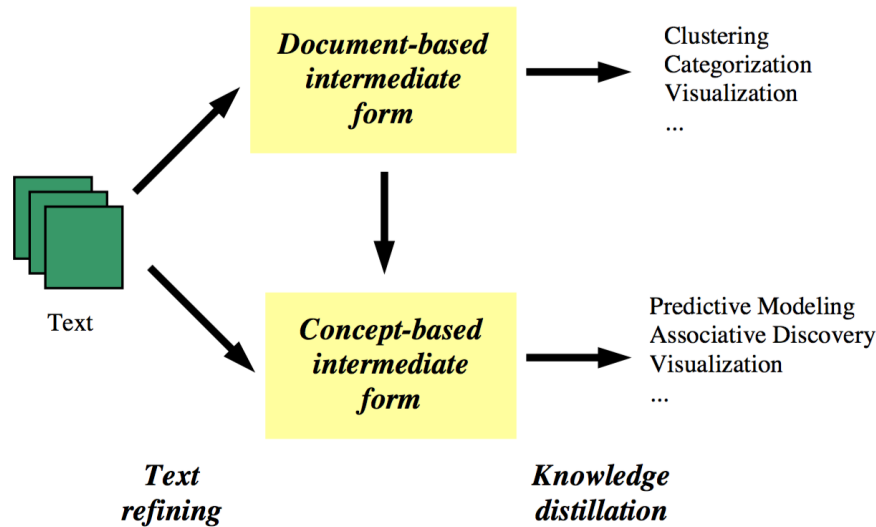 Document-based
intermediate
form
Clustering
Categorization
Visualization
...
Text
Concept-based
intermediate
form
Predictive Modeling
Associative Discovery
Visualization
...
Text
refining
Knowledge
distillation